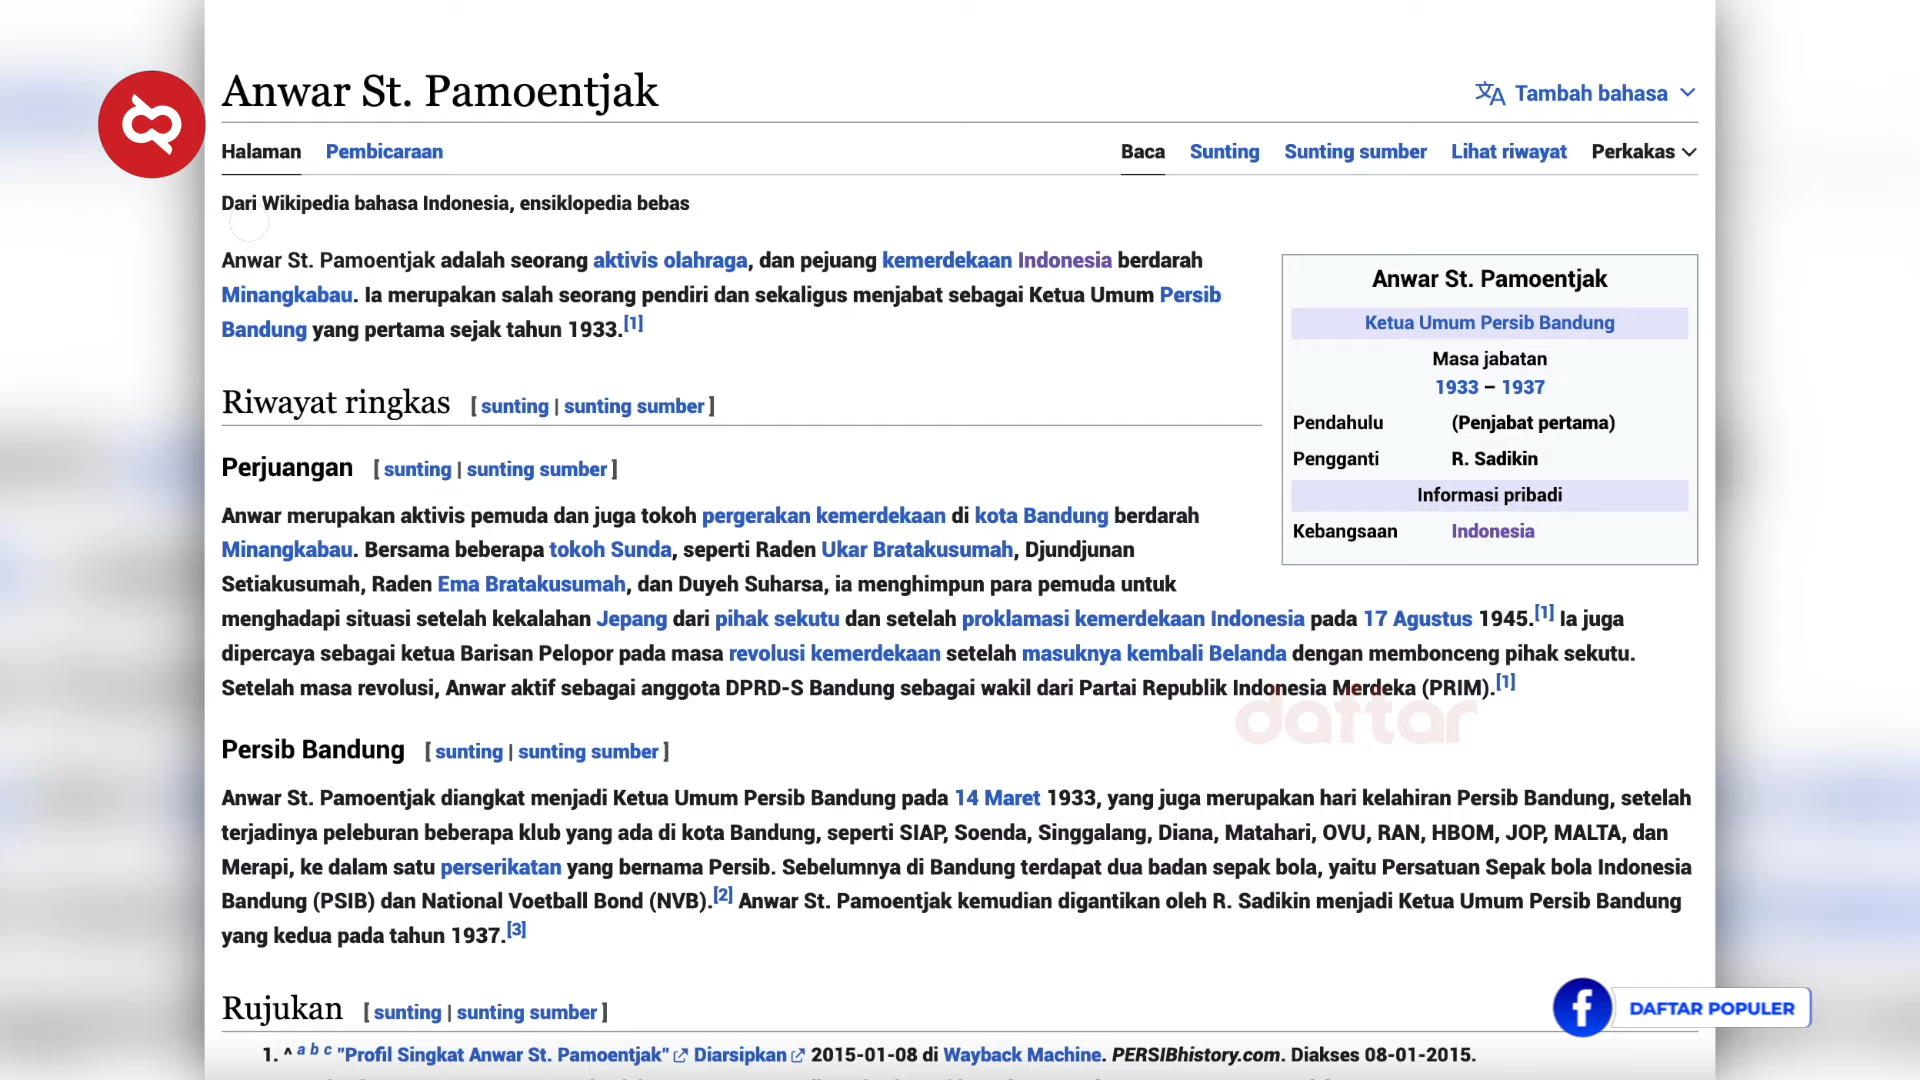 Anwar St. Pamoentjak
Tambah bahasa
Halaman Pembicaraan Baca Sunting Sunting sumber Lihat riwayat Perkakas
Dari Wikipedia bahasa Indonesia, ensiklopedia bebas
Anwar St. Pamoentjak adalah seorang aktivis olahraga, dan pejuang kemerdekaan Indonesia berdarah
Minangkabau. Ia merupakan salah seorang pendiri dan sekaligus menjabat sebagai Ketua Umum Persib
Bandung yang pertama sejak tahun 1933.[1]
Anwar St. Pamoentjak
Ketua Umum Persib Bandung
Masa jabatan
1933 – 1937
Pendahulu (Penjabat pertama)
Pengganti R. Sadikin
Informasi pribadi
Kebangsaan Indonesia
Riwayat ringkas [ sunting | sunting sumber ]
Perjuangan [ sunting | sunting sumber ]
Anwar merupakan aktivis pemuda dan juga tokoh pergerakan kemerdekaan di kota Bandung berdarah
Minangkabau. Bersama beberapa tokoh Sunda, seperti Raden Ukar Bratakusumah, Djundjunan
Setiakusumah, Raden Ema Bratakusumah, dan Duyeh Suharsa, ia menghimpun para pemuda untuk
menghadapi situasi setelah kekalahan Jepang dari pihak sekutu dan setelah proklamasi kemerdekaan Indonesia pada 17 Agustus 1945.[1] Ia juga
dipercaya sebagai ketua Barisan Pelopor pada masa revolusi kemerdekaan setelah masuknya kembali Belanda dengan membonceng pihak sekutu.
Setelah masa revolusi, Anwar aktif sebagai anggota DPRD-S Bandung sebagai wakil dari Partai Republik Indonesia Merdeka (PRIM).[1]
daftar
Persib Bandung [ sunting | sunting sumber ]
Anwar St. Pamoentjak diangkat menjadi Ketua Umum Persib Bandung pada 14 Maret 1933, yang juga merupakan hari kelahiran Persib Bandung, setelah
terjadinya peleburan beberapa klub yang ada di kota Bandung, seperti SIAP, Soenda, Singgalang, Diana, Matahari, OVU, RAN, HBOM, JOP, MALTA, dan
Merapi, ke dalam satu perserikatan yang bernama Persib. Sebelumnya di Bandung terdapat dua badan sepak bola, yaitu Persatuan Sepak bola Indonesia
Bandung (PSIB) dan National Voetball Bond (NVB).[2] Anwar St. Pamoentjak kemudian digantikan oleh R. Sadikin menjadi Ketua Umum Persib Bandung
yang kedua pada tahun 1937.[3]
Rujukan [ sunting | sunting sumber ]
DAFTAR POPULER
1. ^ a b c "Profil Singkat Anwar St. Pamoentjak" Diarsipkan 2015-01-08 di Wayback Machine. PERSIBhistory.com. Diakses 08-01-2015.